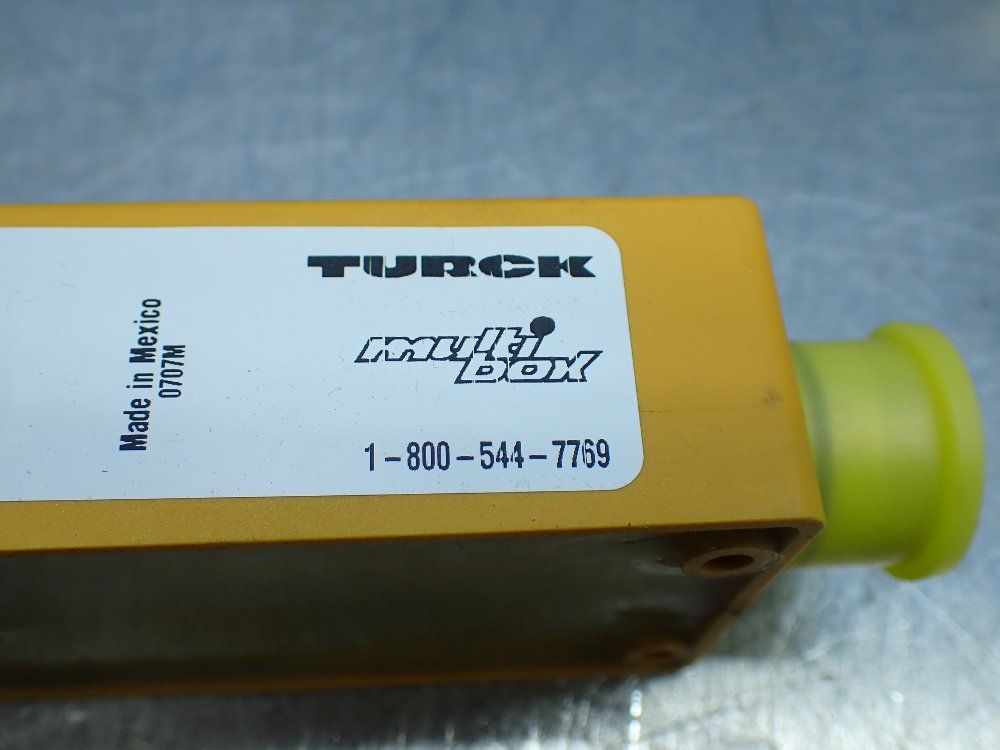 TURCK
multi
box
Made in Mexico
0707M
1-800-544-7769